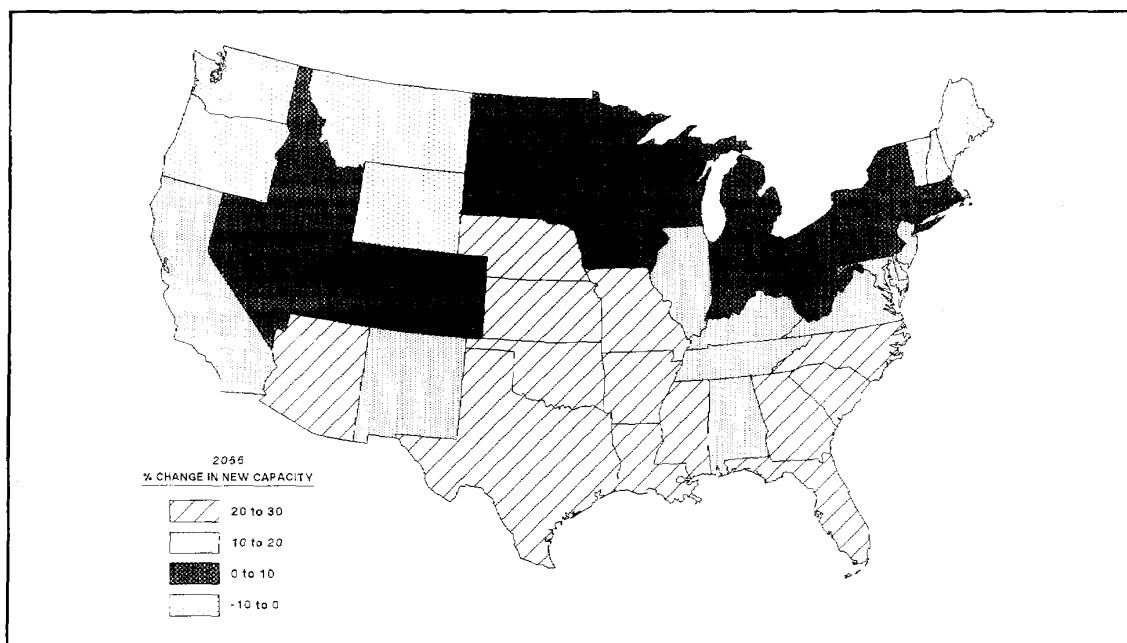 2055
% CHANGE IN NEW CAPACITY
20 to 30
10 to 20
0 to 10
-10 to 0